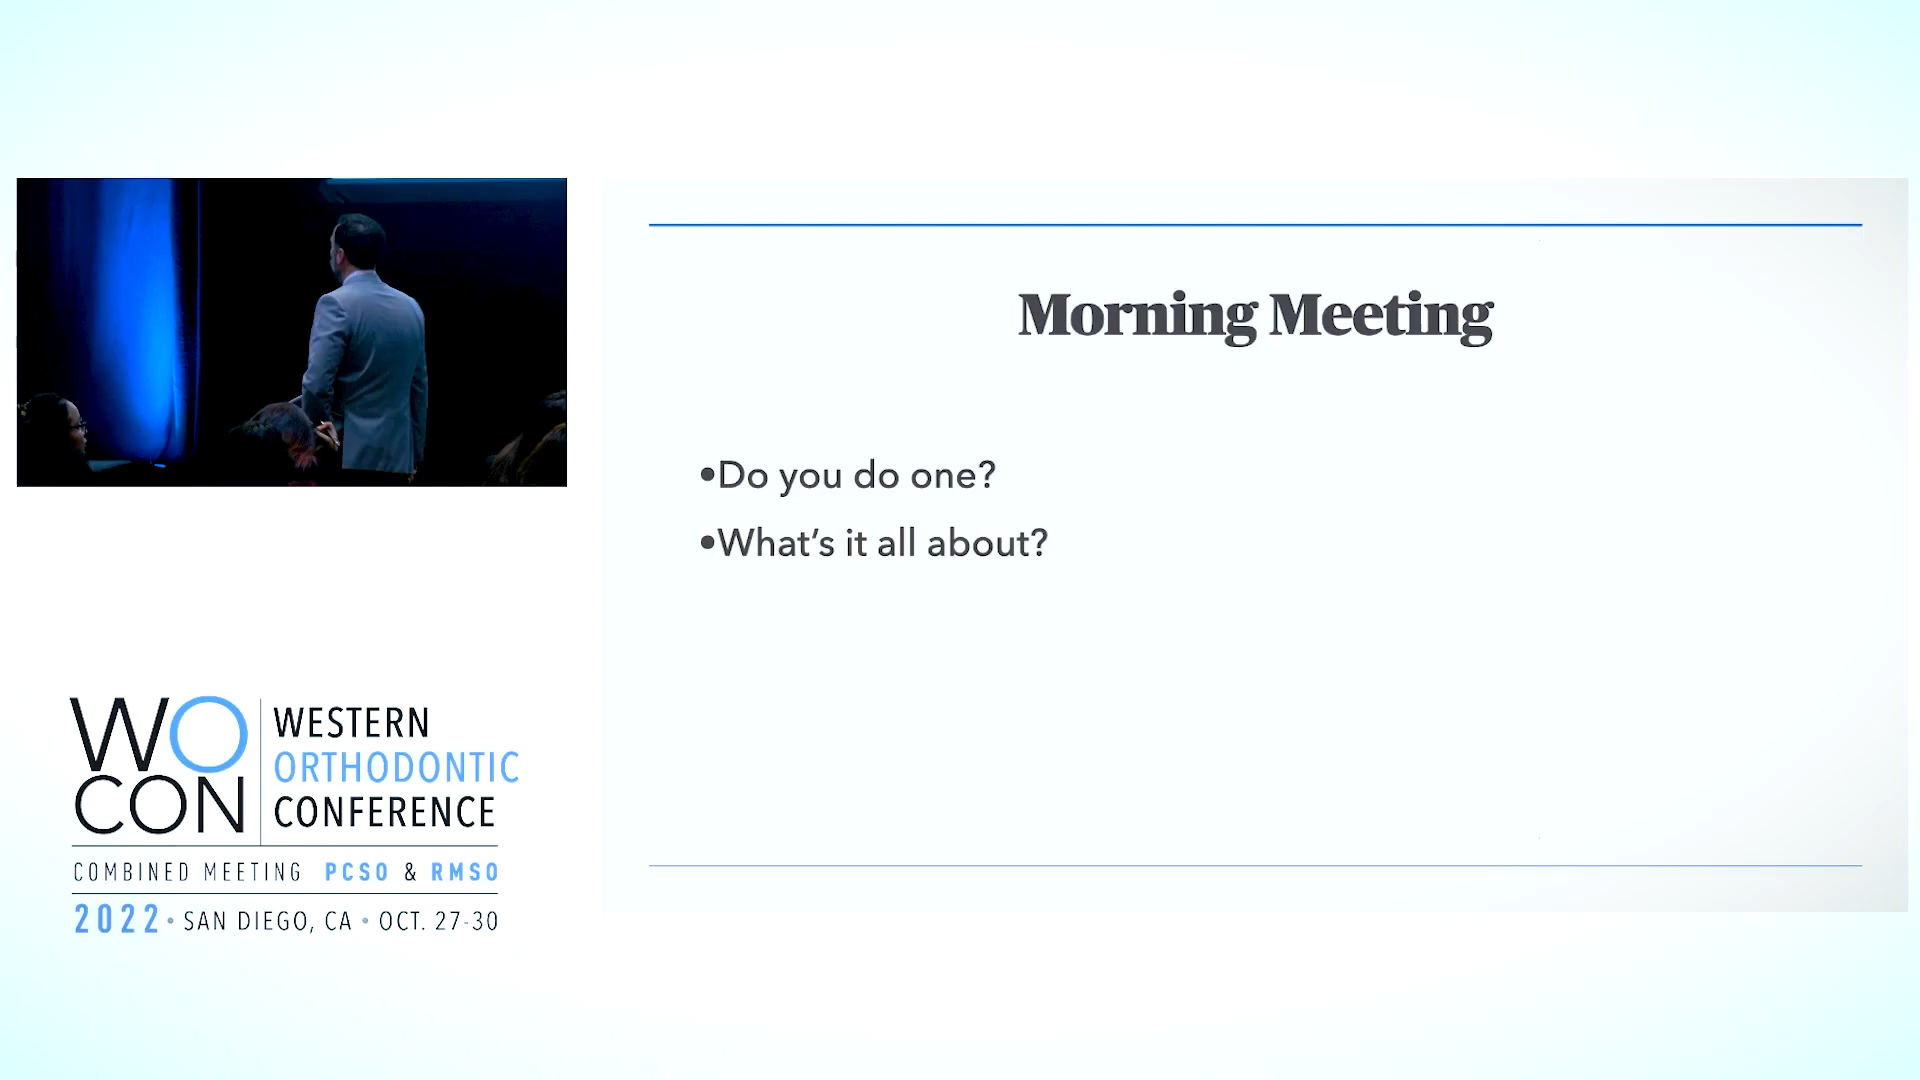 Morning Meeting
•Do you do one?
•What's it all about?
WO
CON
WESTERN
ORTHODONTIC
CONFERENCE
COMBINED MEETING PCSO & RMSO
2022 • SAN DIEGO, CA • OCT. 27-30